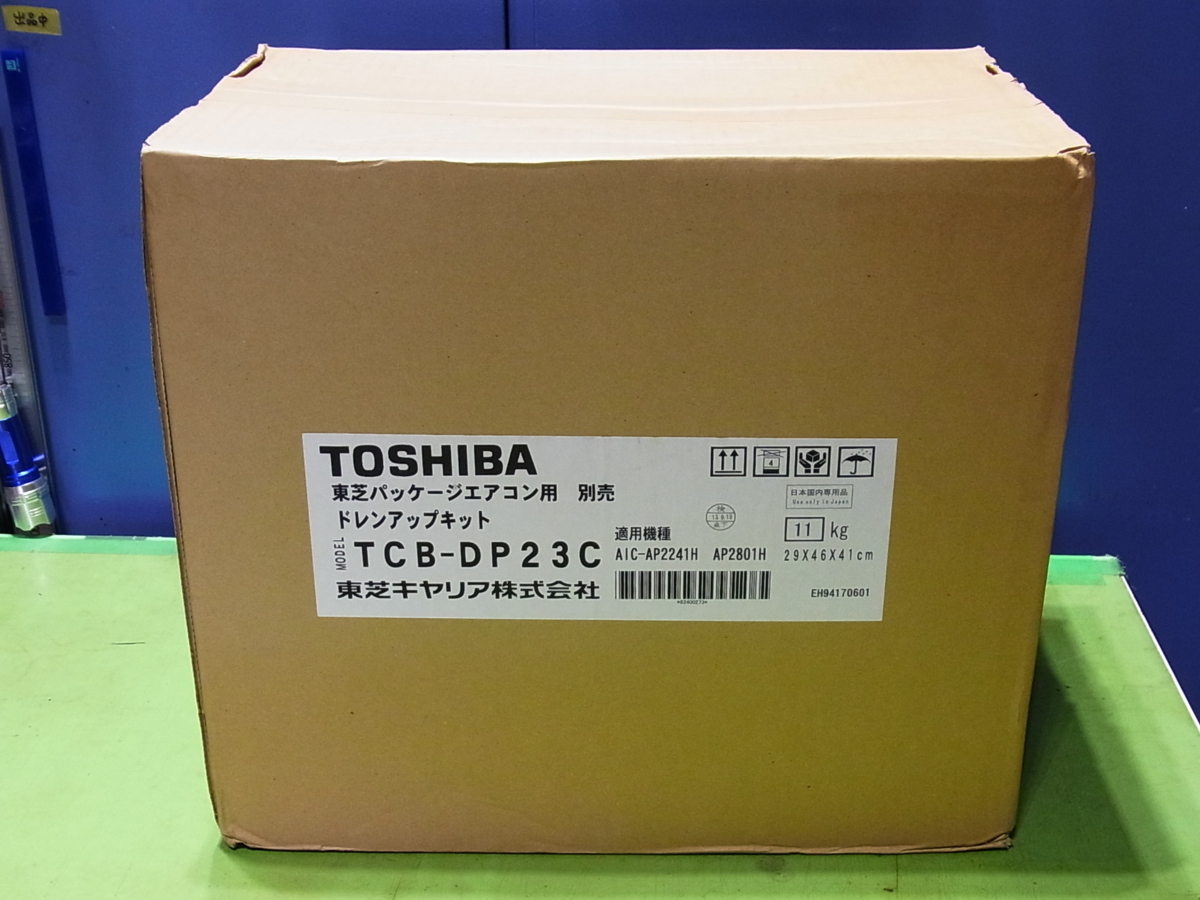 出品中
TOSHIBA
東芝パッケージエアコン用 別売
ドレンアップキット
MODEL TCB-DP23C
東芝キヤリア株式会社
4
日本国内専用品
Use only in Japan
検
適用機種
AIC-AP2241H AP2801H
11 kg
29X46X41cm
EH94170601